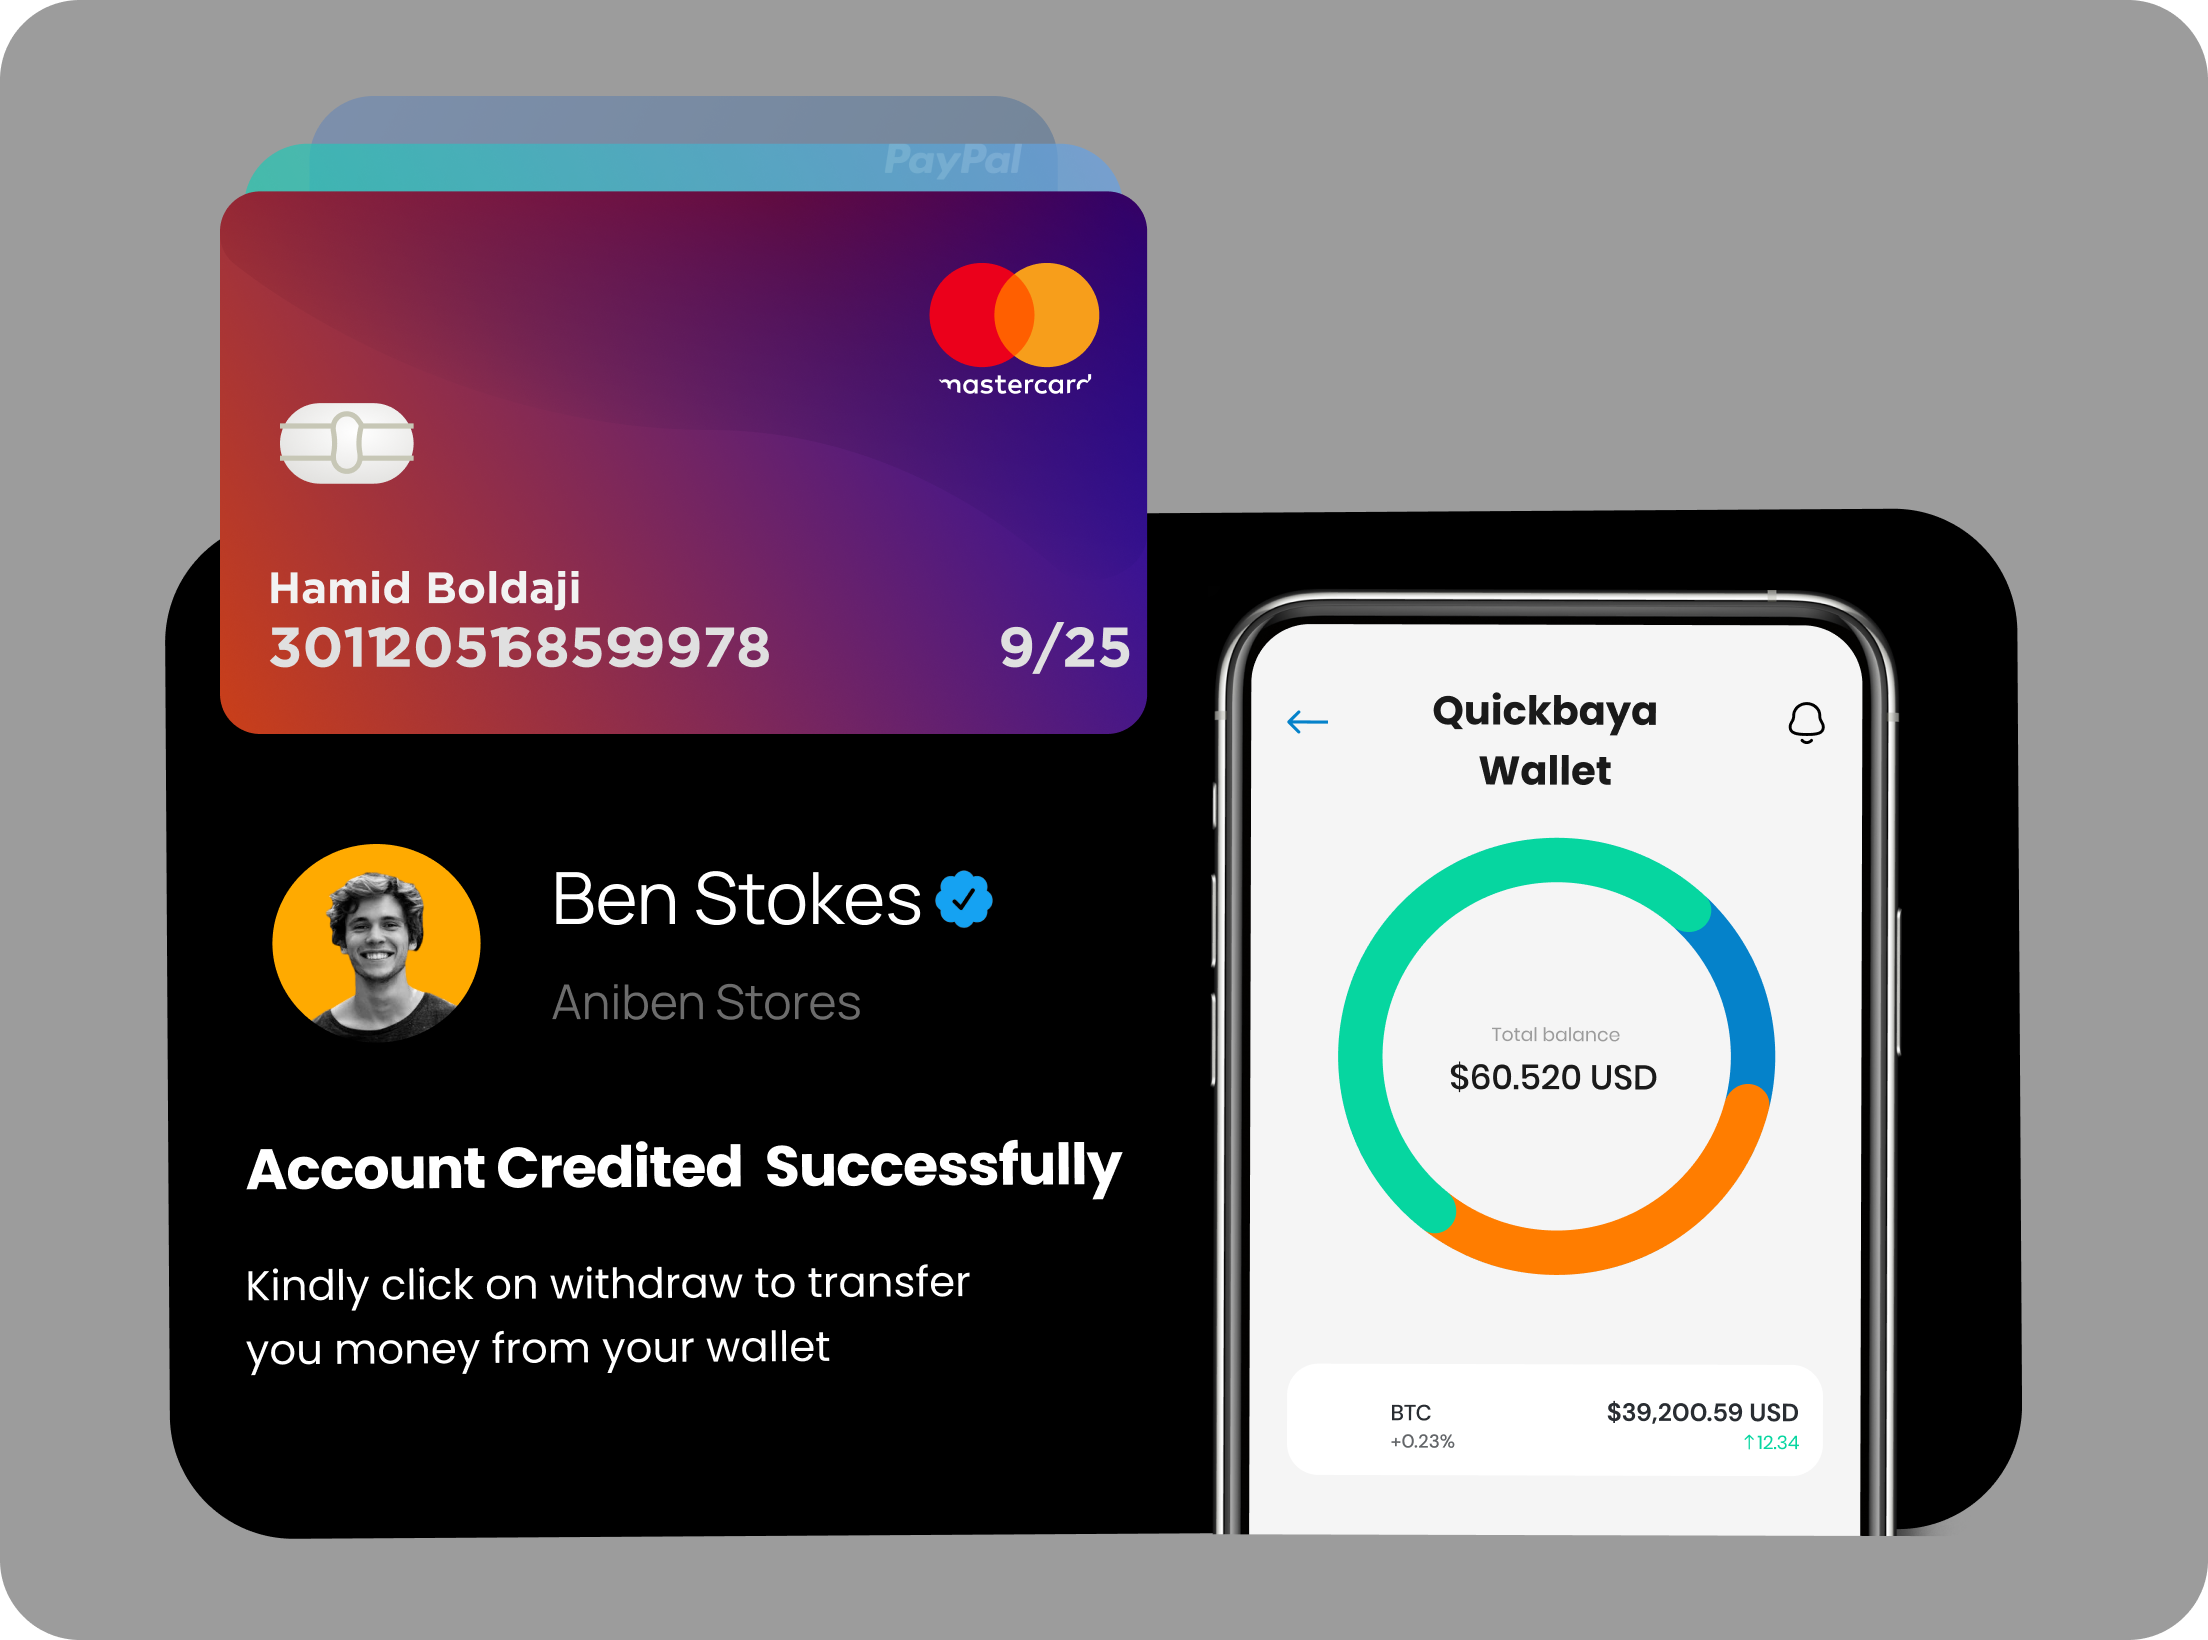 PayPal
mastercard
Hamid Boldaji
9/25
Quickbaya
Wallet
Ben Stokes
Aniben Stores
Total balance
$60.520 USD
Account Credited Successfully
Kindly click on withdraw to transfer
you money from your wallet
BTC
$39,200.59 USD
+0.23%
↑12.34